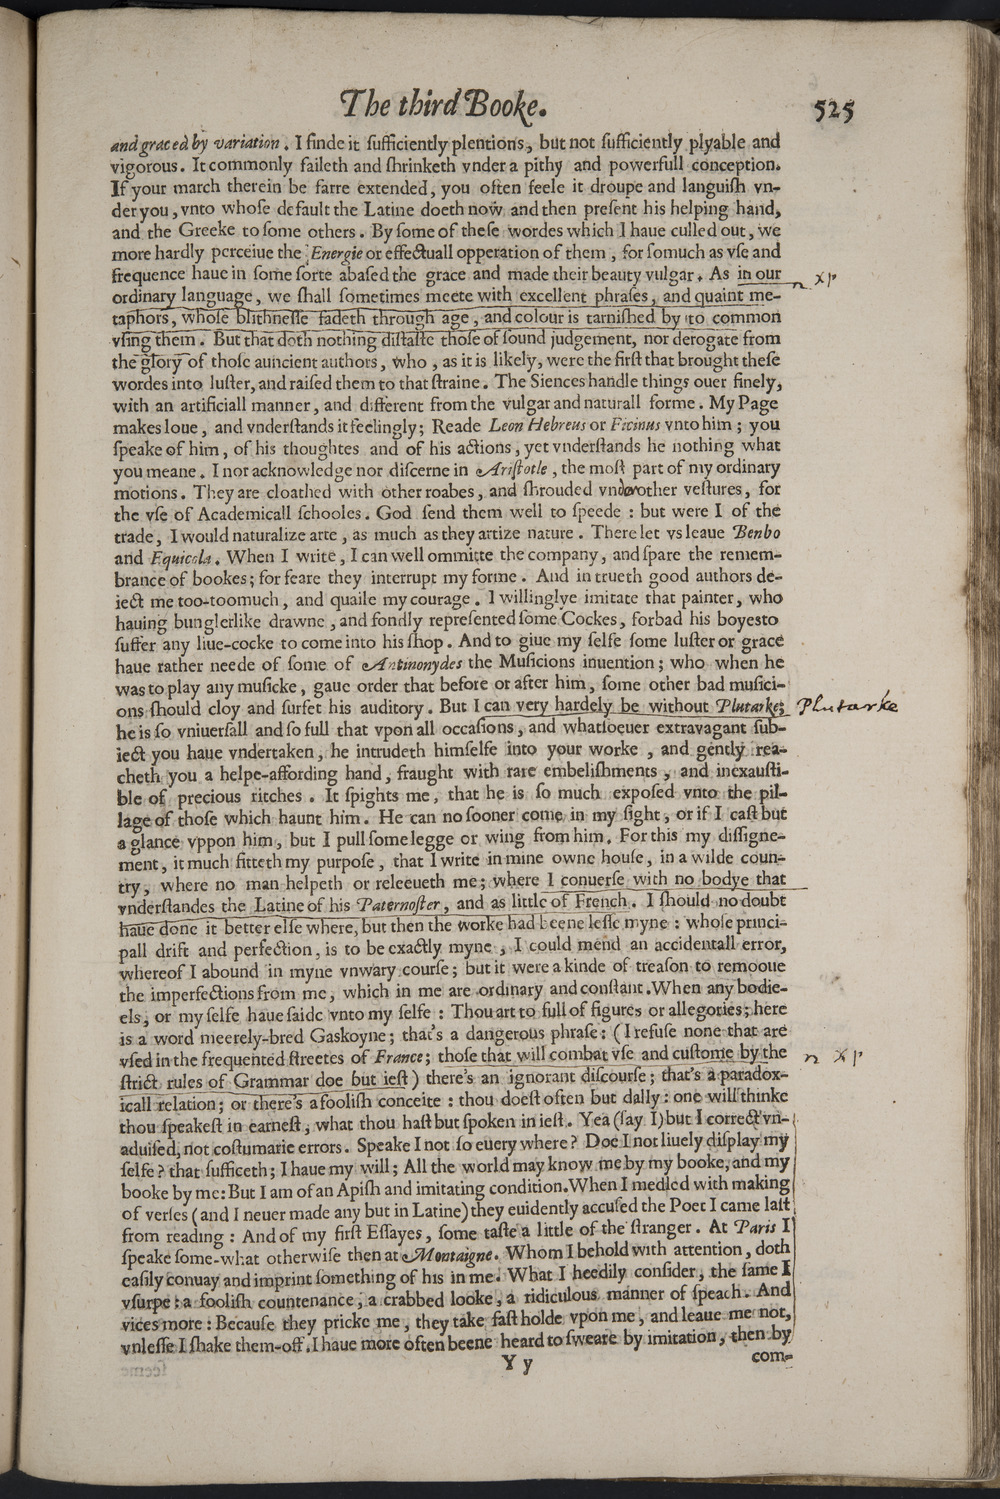 The third Booke.
525
and graced by variation. I finde it ſufficiently plentions, but not ſufficiently plyable and
vigorous. It commonly faileth and ſhrinketh vnder a pithy and powerfull conception.
If your march therein be farre extended, you often feele it droupe and languiſh vn-
der you, vnto whoſe default the Latine doeth now and then preſent his helping hand,
and the Greeke to ſome others. By ſome of theſe wordes which I haue culled out, we
more hardly perceiue the Energie or effectuall opperation of them, for ſomuch as vſe and
frequence haue in ſome ſorte abaſed the grace and made their beauty vulgar. As in our
ordinary language, we ſhall ſometimes meete with excellent phraſes, and quaint me-
taphors, whoſe blithneſſe fadeth through age, and colour is tarniſhed by to common
vſing them. But that doth nothing diſtaſte thoſe of ſound judgement, nor derogate from
the glory of thoſe auncient authors, who, as it is likely, were the firſt that brought theſe
wordes into luſter, and raiſed them to that ſtraine. The Siences handle things ouer finely,
with an artificiall manner, and different from the vulgar and naturall forme. My Page
makes loue, and vnderſtands it feelingly; Reade Leon Hebreus or Ficinus vnto him; you
ſpeake of him, of his thoughtes and of his actions, yet vnderſtands he nothing what
you meane. I nor acknowledge nor diſcerne in Ariſtotle, the moſt part of my ordinary
motions. They are cloathed with other roabes, and ſhrouded vnder other veſtures, for
the vſe of Academicall ſchooles. God ſend them well to ſpeede: but were I of the
trade, I would naturalize arte, as much as they artize nature. There let vs leaue Benbo
and Equicola. When I write, I can well ommitte the company, and ſpare the remem-
brance of bookes; for feare they interrupt my forme. And in trueth good authors de-
iect me too-toomuch, and quaile my courage. I willinglye imitate that painter, who
hauing bunglerlike drawne, and fondly repreſented ſome Cockes, forbad his boyesto
ſuffer any liue-cocke to come into his ſhop. And to giue my ſelfe ſome luſter or grace
haue rather neede of ſome of Antinonydes the Muſicions inuention; who when he
was to play any muſicke, gaue order that before or after him, ſome other bad muſici-
ons ſhould cloy and ſurfet his auditory. But I can very hardely be without Plutarke; Plutarke
he is ſo vniuerſall and ſo full that vpon all occaſions, and whatſoeuer extravagant ſub-
iect you haue vndertaken, he intrudeth himſelfe into your worke, and gently rea-
cheth you a helpe-affording hand, fraught with rare embeliſhments, and inexauſti-
ble of precious ritches. It ſpights me, that he is ſo much expoſed vnto the pil-
lage of thoſe which haunt him. He can no ſooner come in my ſight, or if I caſt but
a glance vppon him, but I pull ſome legge or wing from him. For this my diſſigne-
ment, it much fitteth my purpoſe, that I write in mine owne houſe, in a wilde coun-
try, where no man helpeth or releeueth me; where I conuerſe with no bodye that
vnderſtandes the Latine of his Paternoſter, and as little of French. I ſhould no doubt
haue done it better elſe where, but then the worke had beene leſſe myne: whoſe princi-
pall drift and perfection, is to be exactly myne, I could mend an accidentall error,
whereof I abound in myne vnwary courſe; but it were a kinde of treaſon to remooue
the imperfections from me, which in me are ordinary and conſtant. When any bodie-
els, or my ſelfe haue ſaide vnto my ſelfe: Thou art to full of figures or allegories; here
is a word meerely-bred Gaskoyne; that's a dangerous phraſe: (I refuſe none that are
vſed in the frequented ſtreetes of France; thoſe that will combat vſe and cuſtome by the
ſtrict rules of Grammar doe but ieſt) there's an ignorant diſcourſe; that's a paradox-
icall relation; or there's a fooliſh conceite: thou doeſt often but dally: one will thinke
thou ſpeakeſt in earneſt, what thou haſt but ſpoken in ieſt. Yea (ſay I) but I correct vn-
aduiſed, not coſtumarie errors. Speake I not ſo euery where? Doe I not liuely diſplay my
ſelfe? that ſufficeth; I haue my will; All the world may know me by my booke, and my
booke by me: But I am of an Apiſh and imitating condition. When I medled with making
of verſes (and I neuer made any but in Latine) they euidently accuſed the Poet I came laſt
from reading: And of my firſt Eſſayes, ſome taſte a little of the ſtranger. At Paris I
ſpeake ſome-what otherwiſe then at Montaigne. Whom I behold with attention, doth
eaſily conuay and imprint ſomething of his in me. What I heedily conſider, the ſame I
vſurpe: a fooliſh countenance, a crabbed looke, a ridiculous manner of ſpeach. And
vices more: Becauſe they pricke me, they take faſt holde vpon me, and leaue me not,
vnleſſe I ſhake them-off. I haue more often beene heard to ſweare by imitation, then by
Y y
com-